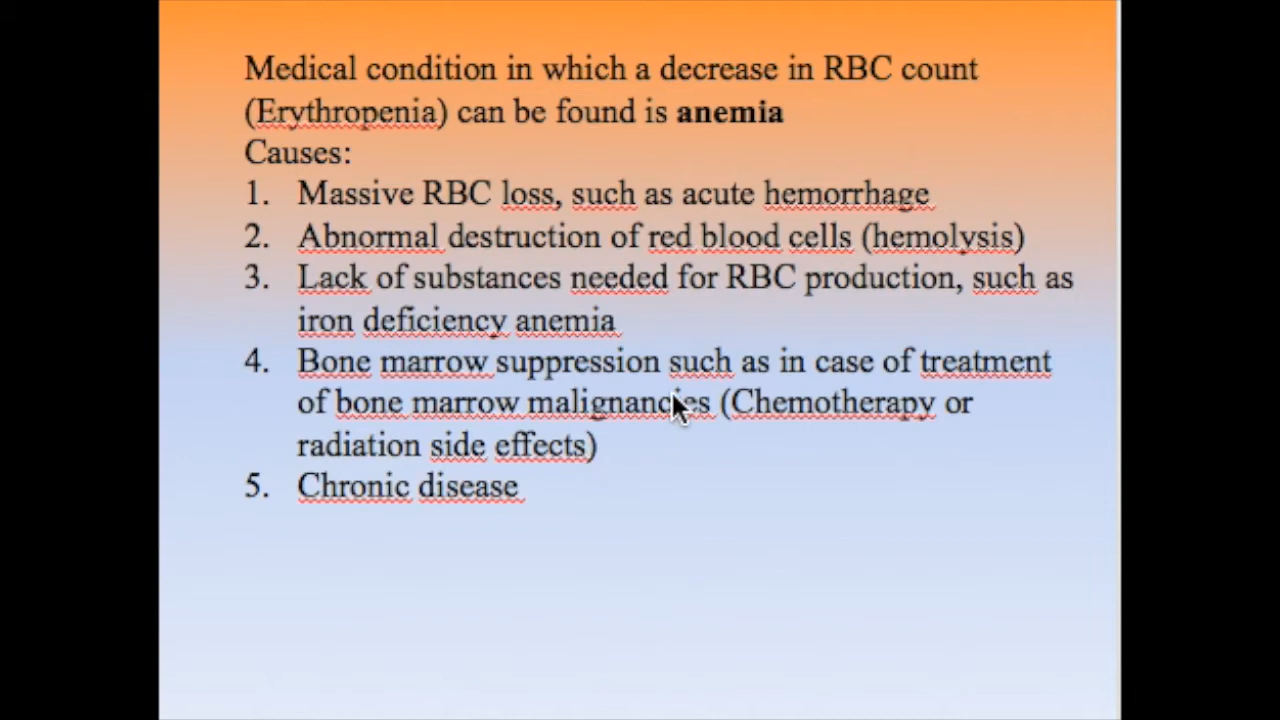 Medical condition in which a decrease in RBC count
(Erythropenia) can be found is anemia
Causes:
1. Massive RBC loss, such as acute hemorrhage
2. Abnormal destruction of red blood cells (hemolysis)
3. Lack of substances needed for RBC production, such as
iron deficiency anemia
4. Bone marrow suppression such as in case of treatment
of bone marrow malignancies (Chemotherapy or
radiation side effects)
5. Chronic disease